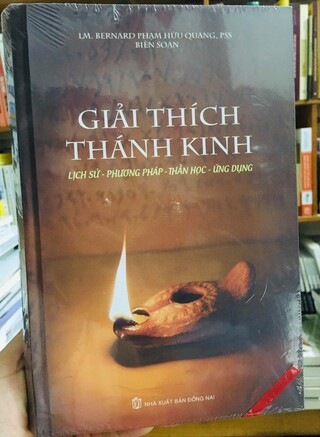 LM. BERNARD PHẠM HỮU QUANG, PSS
BIÊN SOẠN
GIẢI THÍCH
THÁNH KINH
LỊCH SỬ - PHƯƠNG PHÁP - THẦN HỌC - ỨNG DỤNG
NHÀ XUẤT BẢN ĐỒNG NAI